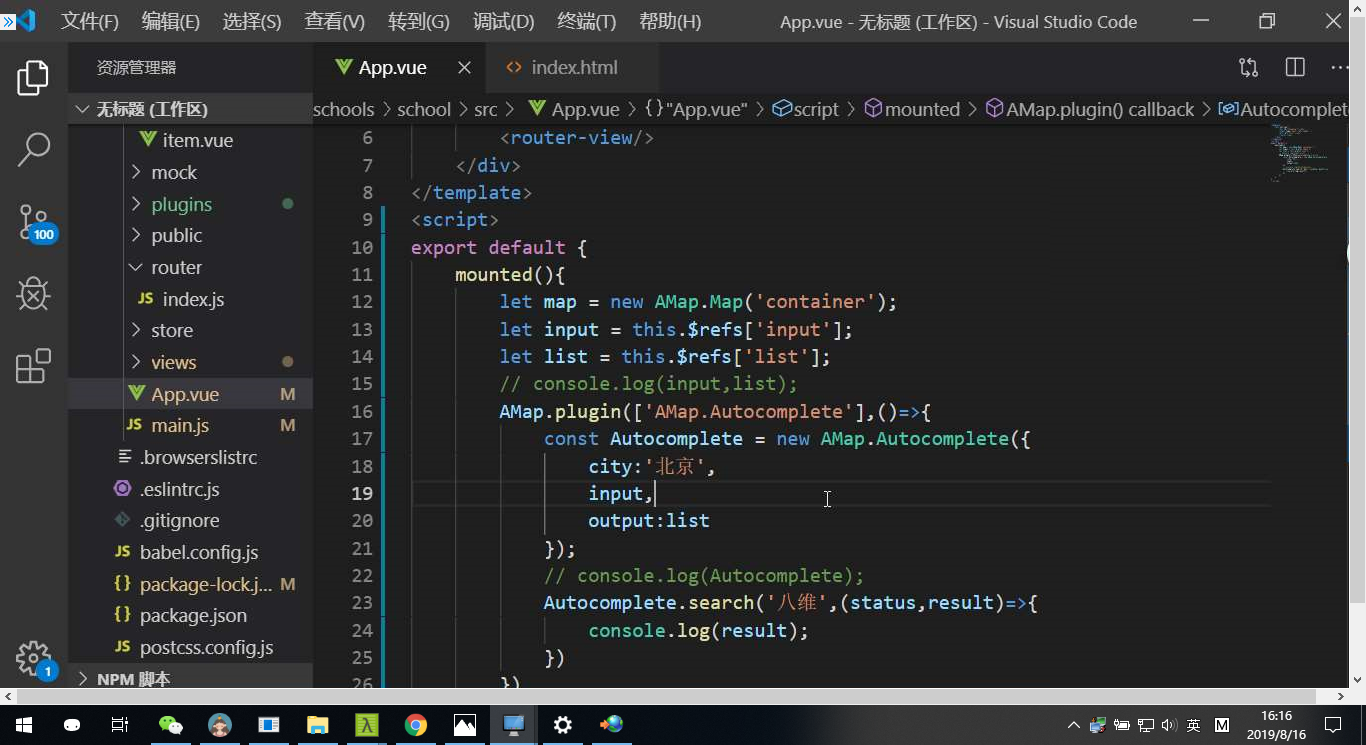 文件(F) 编辑(E) 选择(S) 查看(V) 转到(G) 调试(D) 终端(T) 帮助(H) App.vue - 无标题 (工作区) - Visual Studio Code
资源管理器
App.vue
index.html
无标题 (工作区)
schools > school > src > App.vue > {} "App.vue" > script > mounted > AMap.plugin() callback > Autocomplet
item.vue
mock
plugins
public
router
JS index.js
store
views
App.vue M
JS main.js M
.browserslistrc
.eslintrc.js
.gitignore
JS babel.config.js
{} package-lock.j... M
{} package.json
JS postcss.config.js
NPM 脚本
100
1
6 <router-view/>
7 </div>
8 </template>
9 <script>
10 export default {
11 mounted(){
12 let map = new AMap.Map('container');
13 let input = this.$refs['input'];
14 let list = this.$refs['list'];
15 // console.log(input,list);
16 AMap.plugin(['AMap.Autocomplete'],()=>{
17 const Autocomplete = new AMap.Autocomplete({
18 city:'北京',
19 input,
20 output:list
21 });
22 // console.log(Autocomplete);
23 Autocomplete.search('八维',(status,result)=>{
24 console.log(result);
25 })
26 })
英 M
16:16
2019/8/16